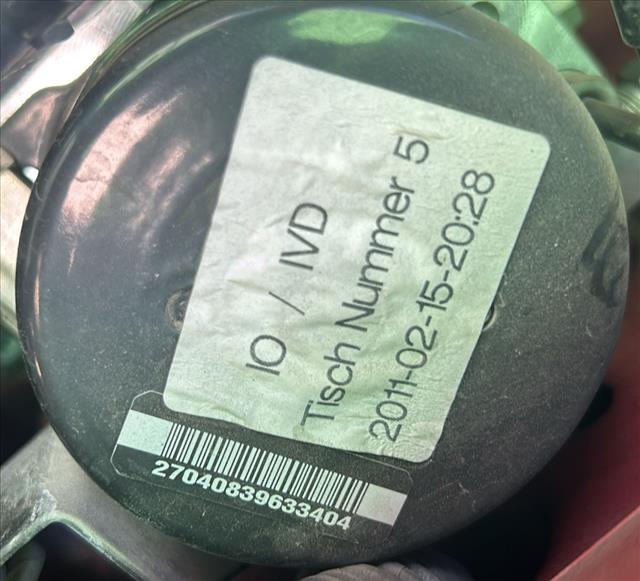 IO / IVD
Tisch Nummer 5
2011-02-15-20:28
27040839633404